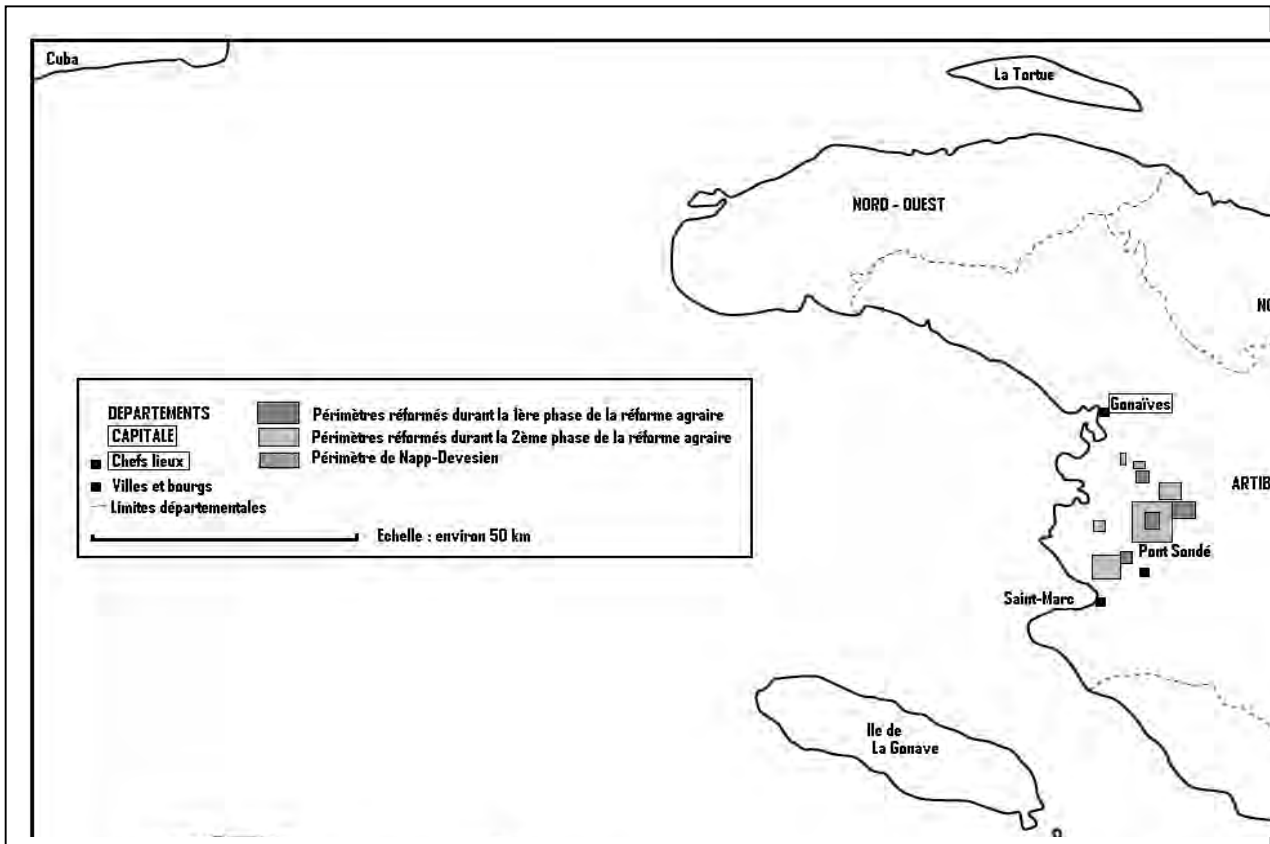 Cuba
La Tortue
NORD - OUEST
NO
DEPARTEMENTS
CAPITALE
Chefs lieux
Villes et bourgs
Limites départementales
Périmètres réformés durant la 1ère phase de la réforme agraire
Périmètres réformés durant la 2ème phase de la réforme agraire
Périmètre de Napp-Devesien
Echelle : environ 50 km
Gonaïves
ARTIB
Pont Sondé
Saint-Marc
Ile de
La Gonave